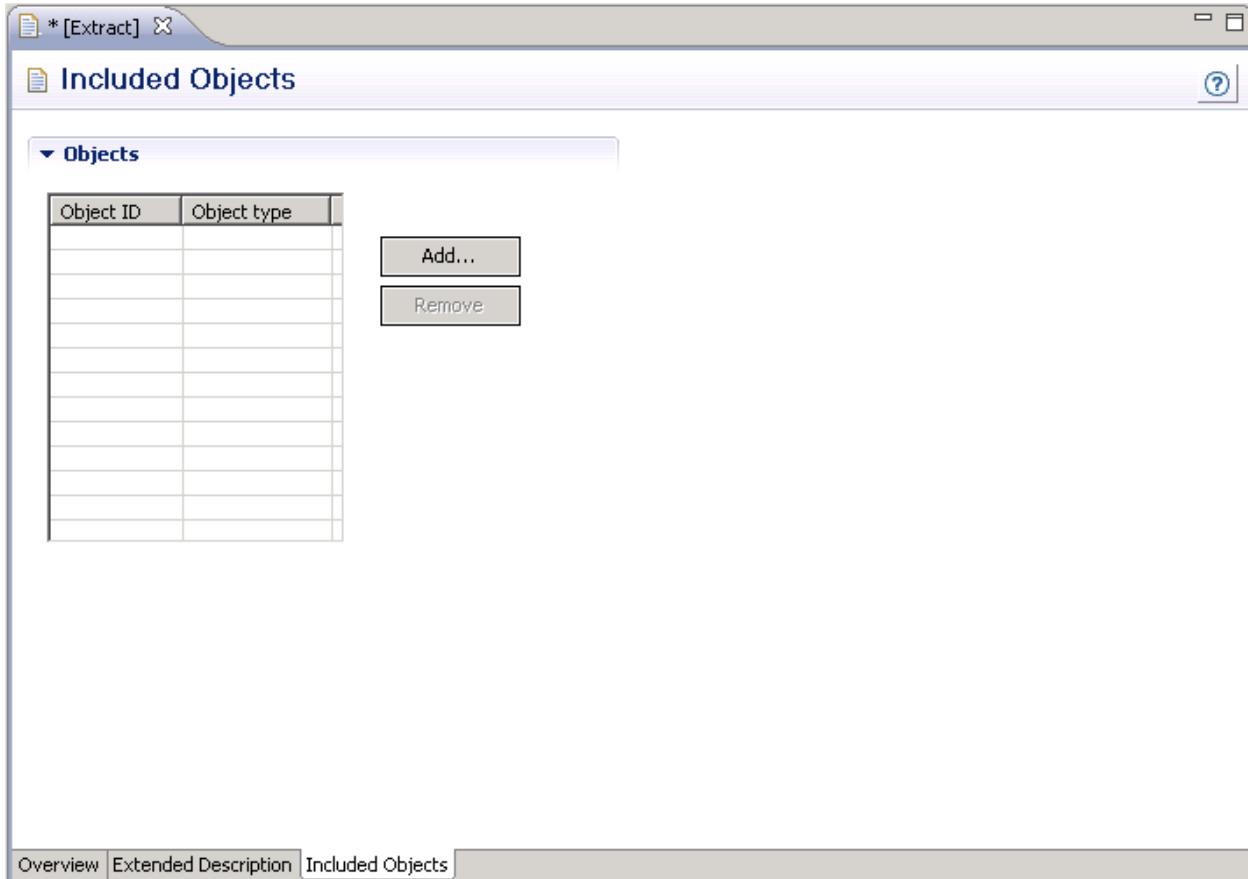 * [Extract]
Included Objects
Objects
Object ID Object type
Add...
Remove
Overview Extended Description Included Objects